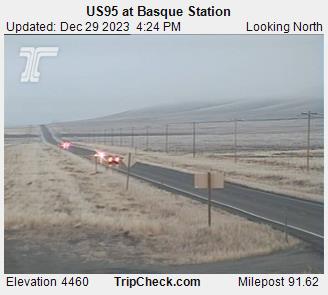 US95 at Basque Station
Updated: Dec 29 2023 4:24 PM Looking North
Elevation 4460 TripCheck.com Milepost 91.62